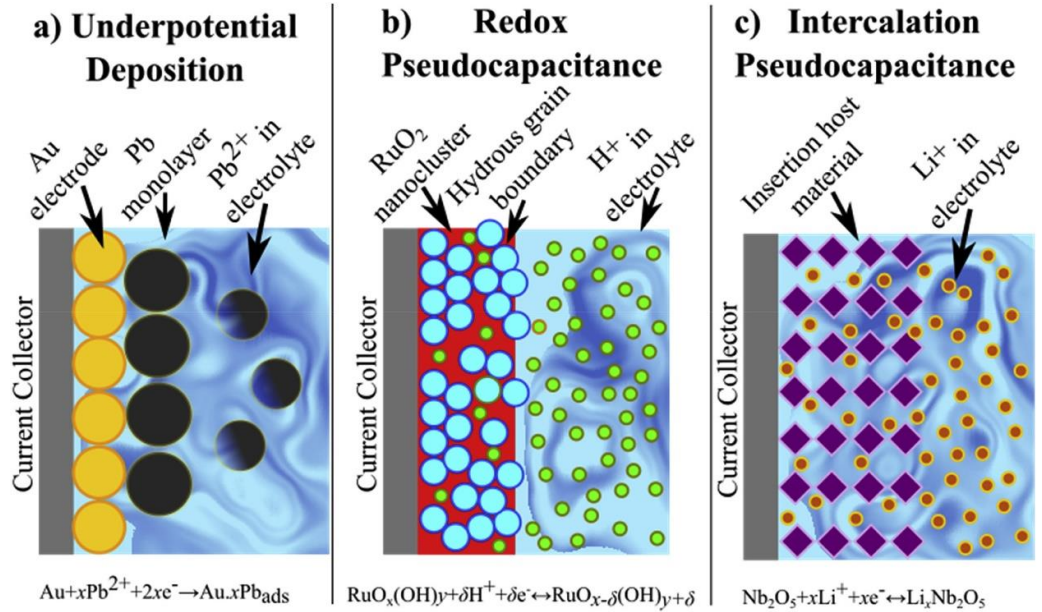 a) Underpotential
Deposition
Au
electrode
Pb
monolayer
Pb²⁺ in
electrolyte
Current Collector
Au+xPb²⁺+2xe⁻→Au.xPb_ads
b) Redox
Pseudocapacitance
RuO₂
nanocluster
Hydrous grain
boundary
H⁺ in
electrolyte
Current Collector
RuOₓ(OH)y+δH⁺+δe⁻↔RuOₓ₋δ(OH)y+δ
c) Intercalation
Pseudocapacitance
Insertion host
material
Li⁺ in
electrolyte
Current Collector
Nb₂O₅+xLi⁺+xe⁻↔LiₓNb₂O₅